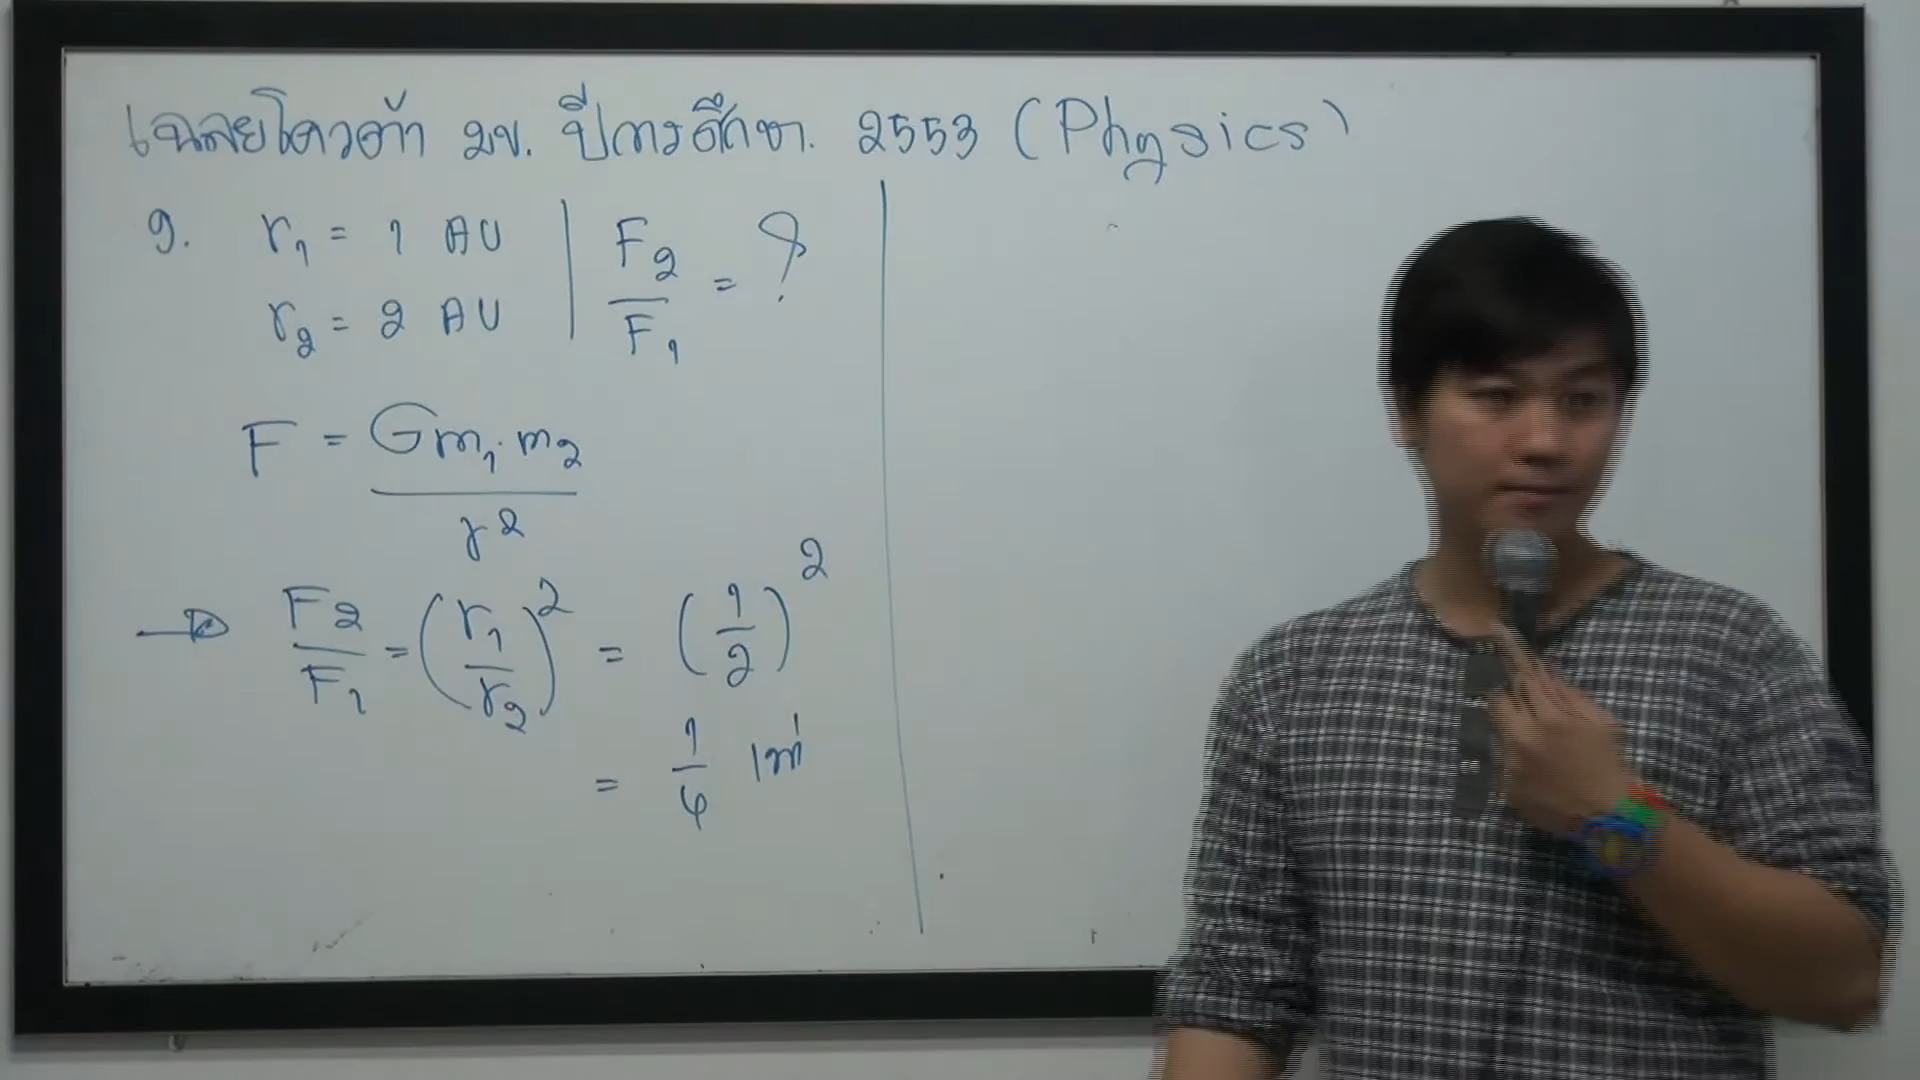 เฉลยโควต้า มข. ปีการศึกษา. 2553 (Physics)
9. r₁ = 1 AU | F₂/F₁ = ?
r₂ = 2 AU
F = Gm₁.m₂ / r²
→ F₂/F₁ = (r₁/r₂)² = (1/2)²
= 1/4 เท่า